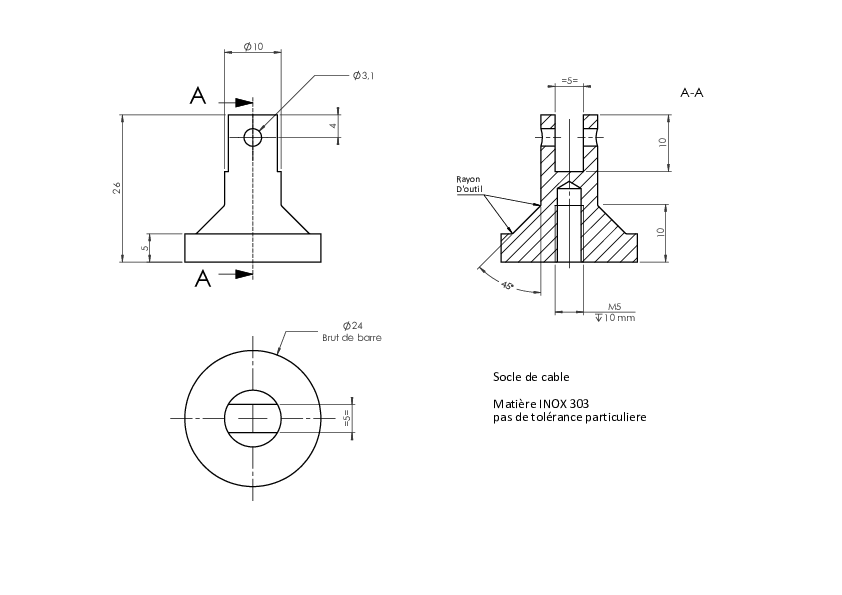 Ø10
A
Ø3,1
4
26
5
A
=5=
A-A
10
Rayon
D'outil
10
45°
M5
↧10 mm
Ø24
Brut de barre
=5=
Socle de cable
Matière INOX 303
pas de tolérance particuliere